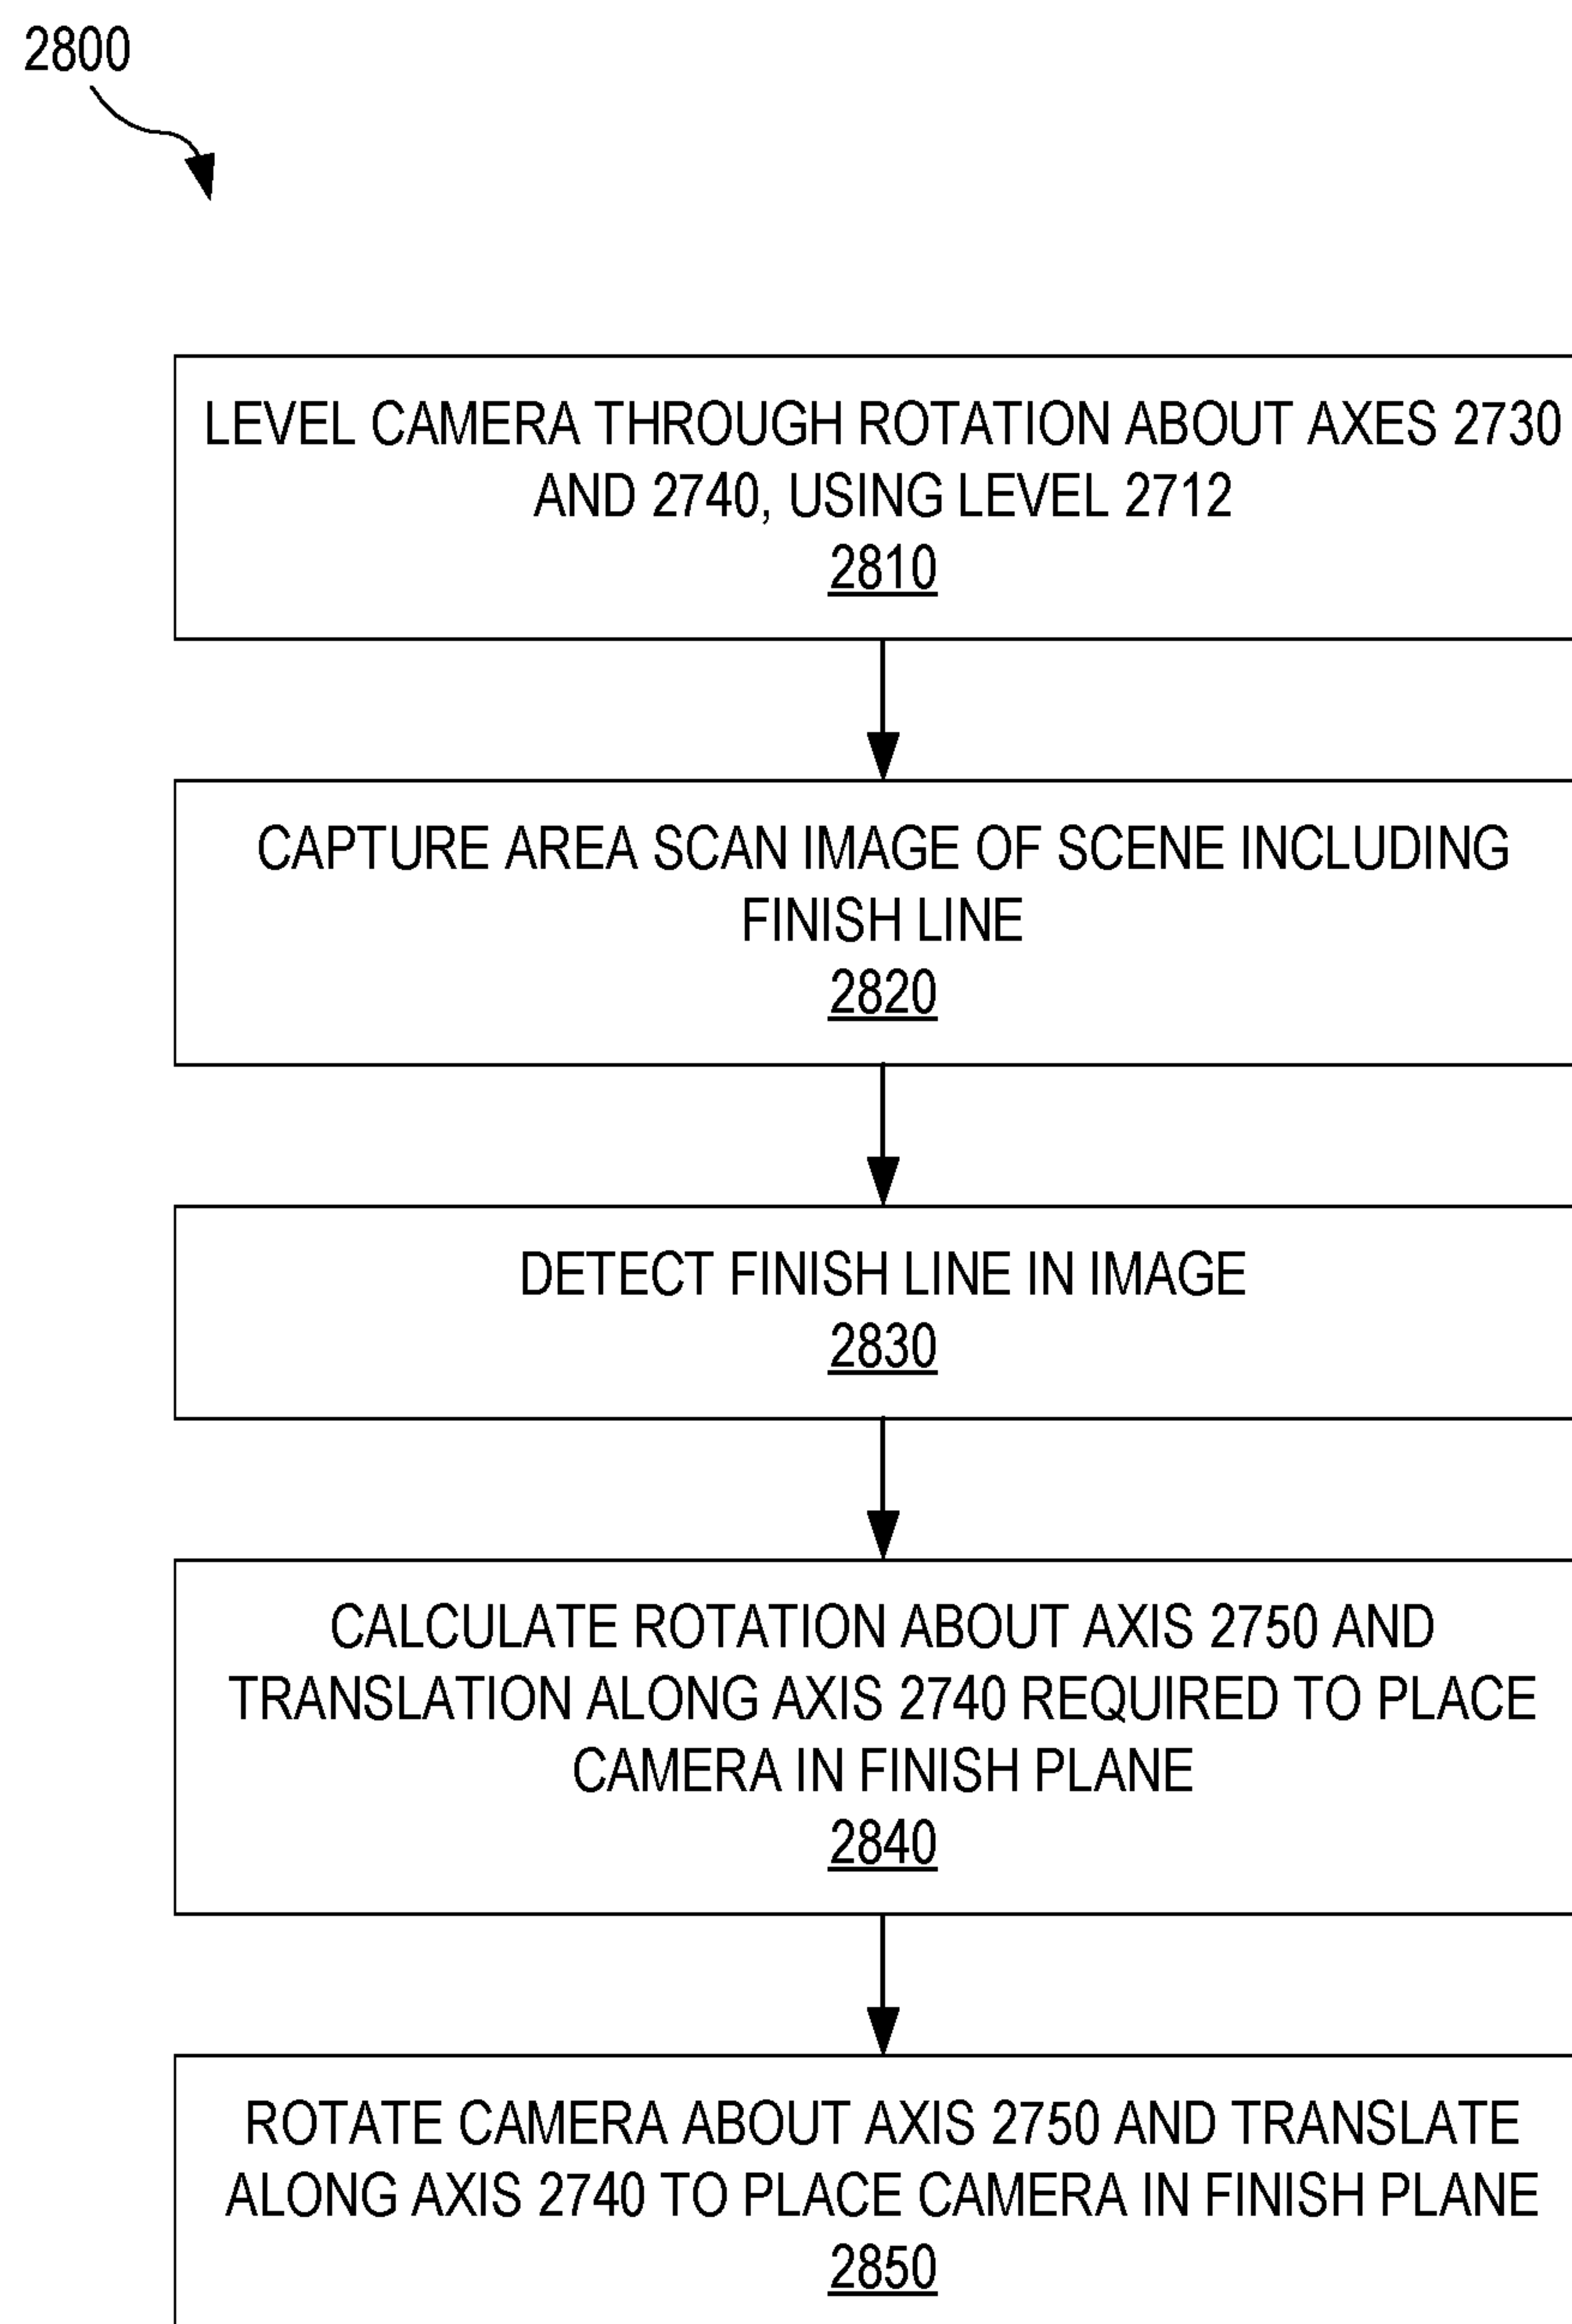 2800
LEVEL CAMERA THROUGH ROTATION ABOUT AXES 2730
AND 2740, USING LEVEL 2712
2810
CAPTURE AREA SCAN IMAGE OF SCENE INCLUDING
FINISH LINE
2820
DETECT FINISH LINE IN IMAGE
2830
CALCULATE ROTATION ABOUT AXIS 2750 AND
TRANSLATION ALONG AXIS 2740 REQUIRED TO PLACE
CAMERA IN FINISH PLANE
2840
ROTATE CAMERA ABOUT AXIS 2750 AND TRANSLATE
ALONG AXIS 2740 TO PLACE CAMERA IN FINISH PLANE
2850